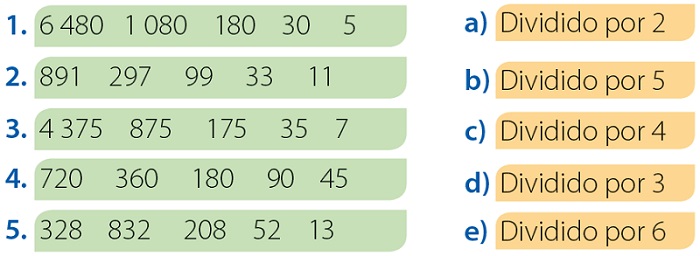 1. 6 480 1 080 180 30 5
a) Dividido por 2
2. 891 297 99 33 11
b) Dividido por 5
3. 4 375 875 175 35 7
c) Dividido por 4
4. 720 360 180 90 45
d) Dividido por 3
5. 328 832 208 52 13
e) Dividido por 6